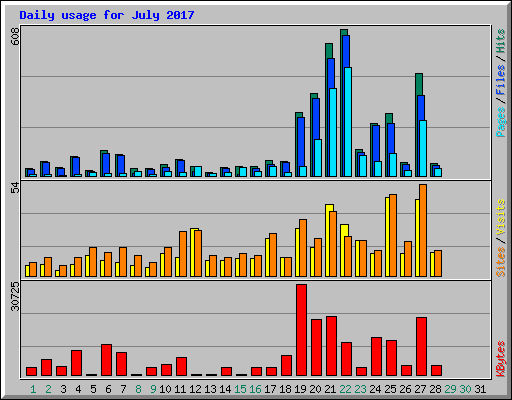 Daily usage for July 2017
608
Pages / Files / Hits
54
Sites / Visits
30725
KBytes
1 2 3 4 5 6 7 8 9 10 11 12 13 14 15 16 17 18 19 20 21 22 23 24 25 26 27 28 29 30 31